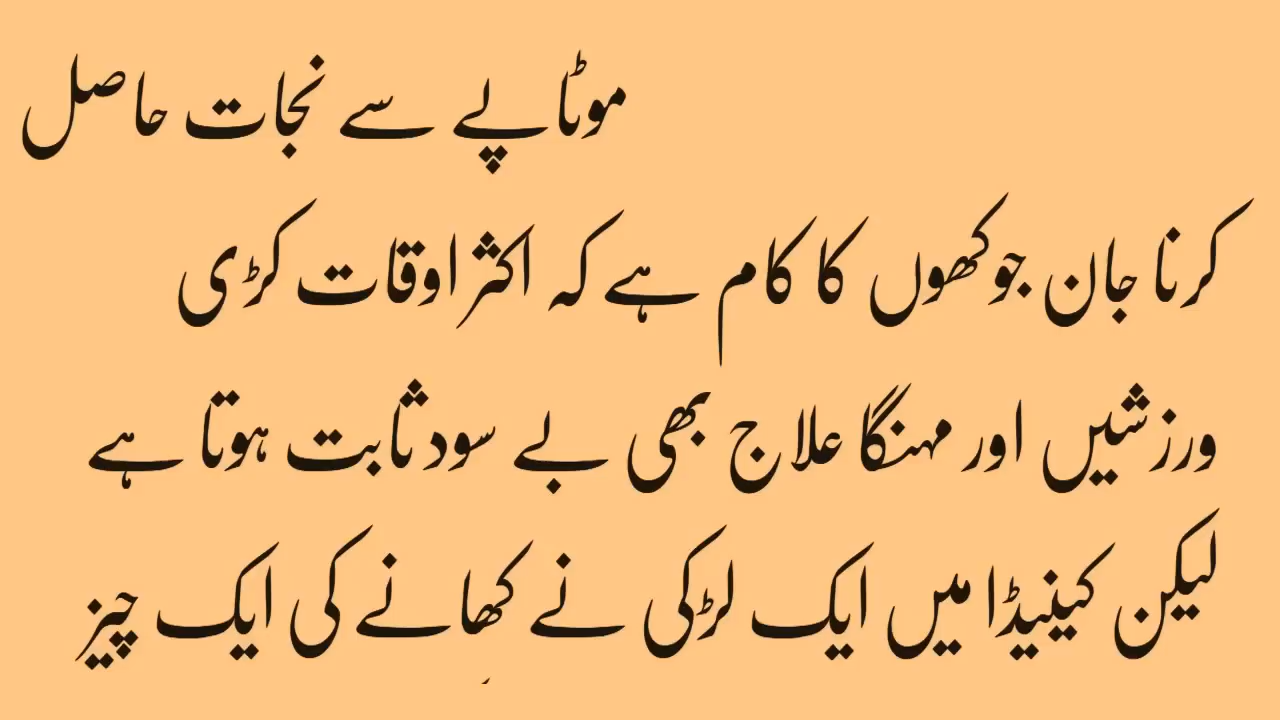 موٹاپے سے نجات حاصل
کرنا جان جوکھوں کا کام ہے کہ اکثر اوقات کڑی
ورزشیں اور مہنگا علاج بھی بے سود ثابت ہوتا ہے
لیکن کینیڈا میں ایک لڑکی نے کھانے کی ایک چیز